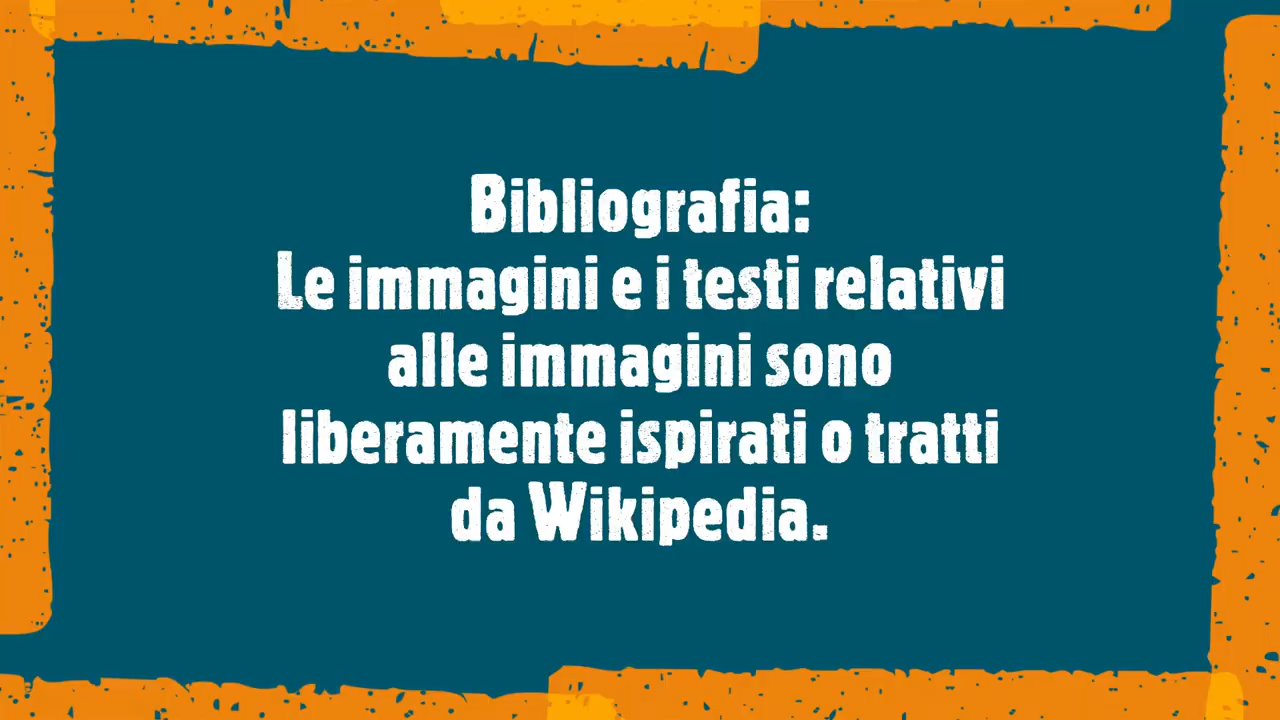 Bibliografia:
Le immagini e i testi relativi
alle immagini sono
liberamente ispirati o tratti
da Wikipedia.